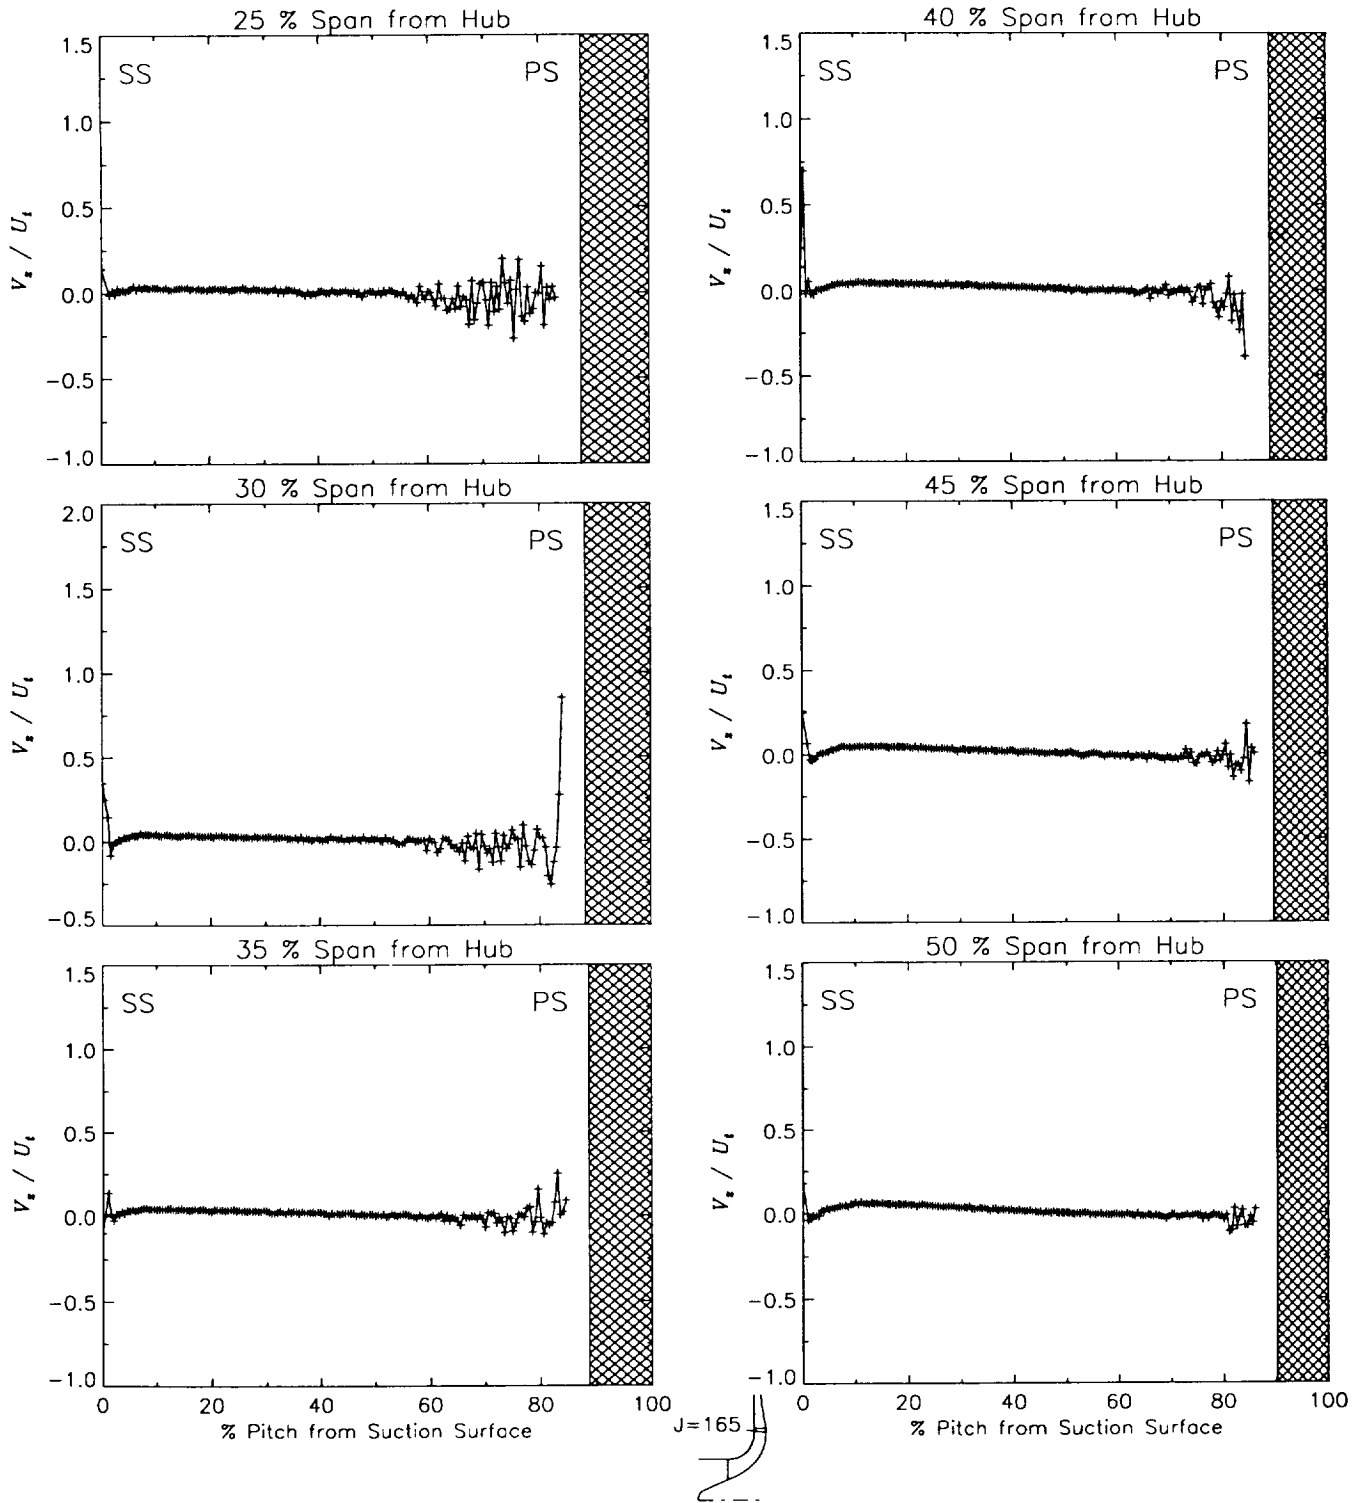 25 % Span from Hub
1.5
SS
PS
1.0
0.5
0.0
−0.5
−1.0
V_z / U_t
30 % Span from Hub
2.0
SS
PS
1.5
1.0
0.5
0.0
−0.5
V_z / U_t
35 % Span from Hub
1.5
SS
PS
1.0
0.5
0.0
−0.5
−1.0
V_z / U_t
0 20 40 60 80 100
% Pitch from Suction Surface
40 % Span from Hub
1.5
SS
PS
1.0
0.5
0.0
−0.5
−1.0
V_z / U_t
45 % Span from Hub
1.5
SS
PS
1.0
0.5
0.0
−0.5
−1.0
V_z / U_t
50 % Span from Hub
1.5
SS
PS
1.0
0.5
0.0
−0.5
−1.0
V_z / U_t
0 20 40 60 80 100
% Pitch from Suction Surface
J=165